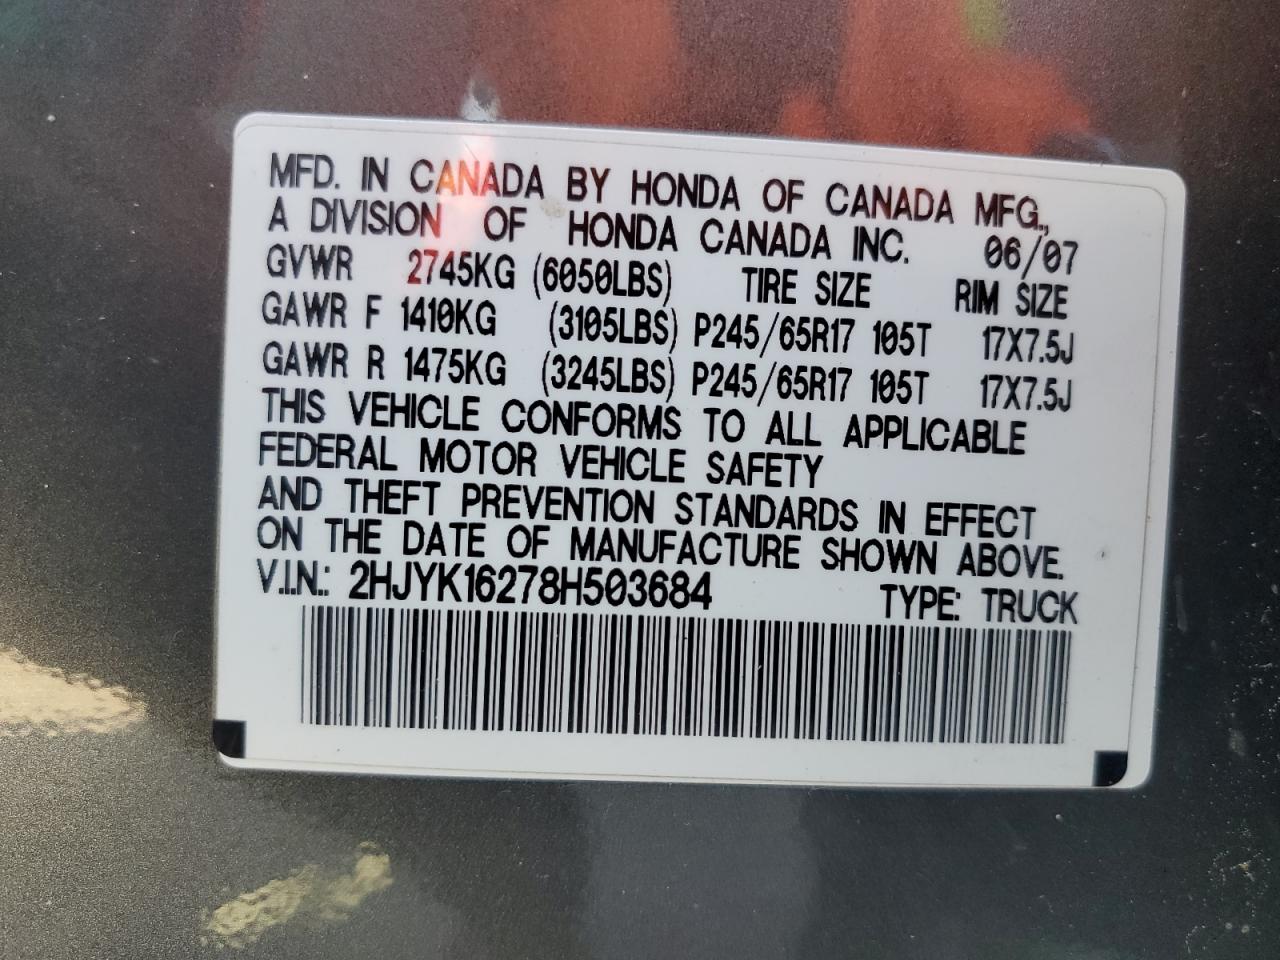 MFD. IN CANADA BY HONDA OF CANADA MFG.,
A DIVISION OF HONDA CANADA INC. 06/07
GVWR 2745KG (6050LBS) TIRE SIZE RIM SIZE
GAWR F 1410KG (3105LBS) P245/65R17 105T 17X7.5J
GAWR R 1475KG (3245LBS) P245/65R17 105T 17X7.5J
THIS VEHICLE CONFORMS TO ALL APPLICABLE
FEDERAL MOTOR VEHICLE SAFETY
AND THEFT PREVENTION STANDARDS IN EFFECT
ON THE DATE OF MANUFACTURE SHOWN ABOVE.
V.I.N.: 2HJYK16278H503684 TYPE: TRUCK